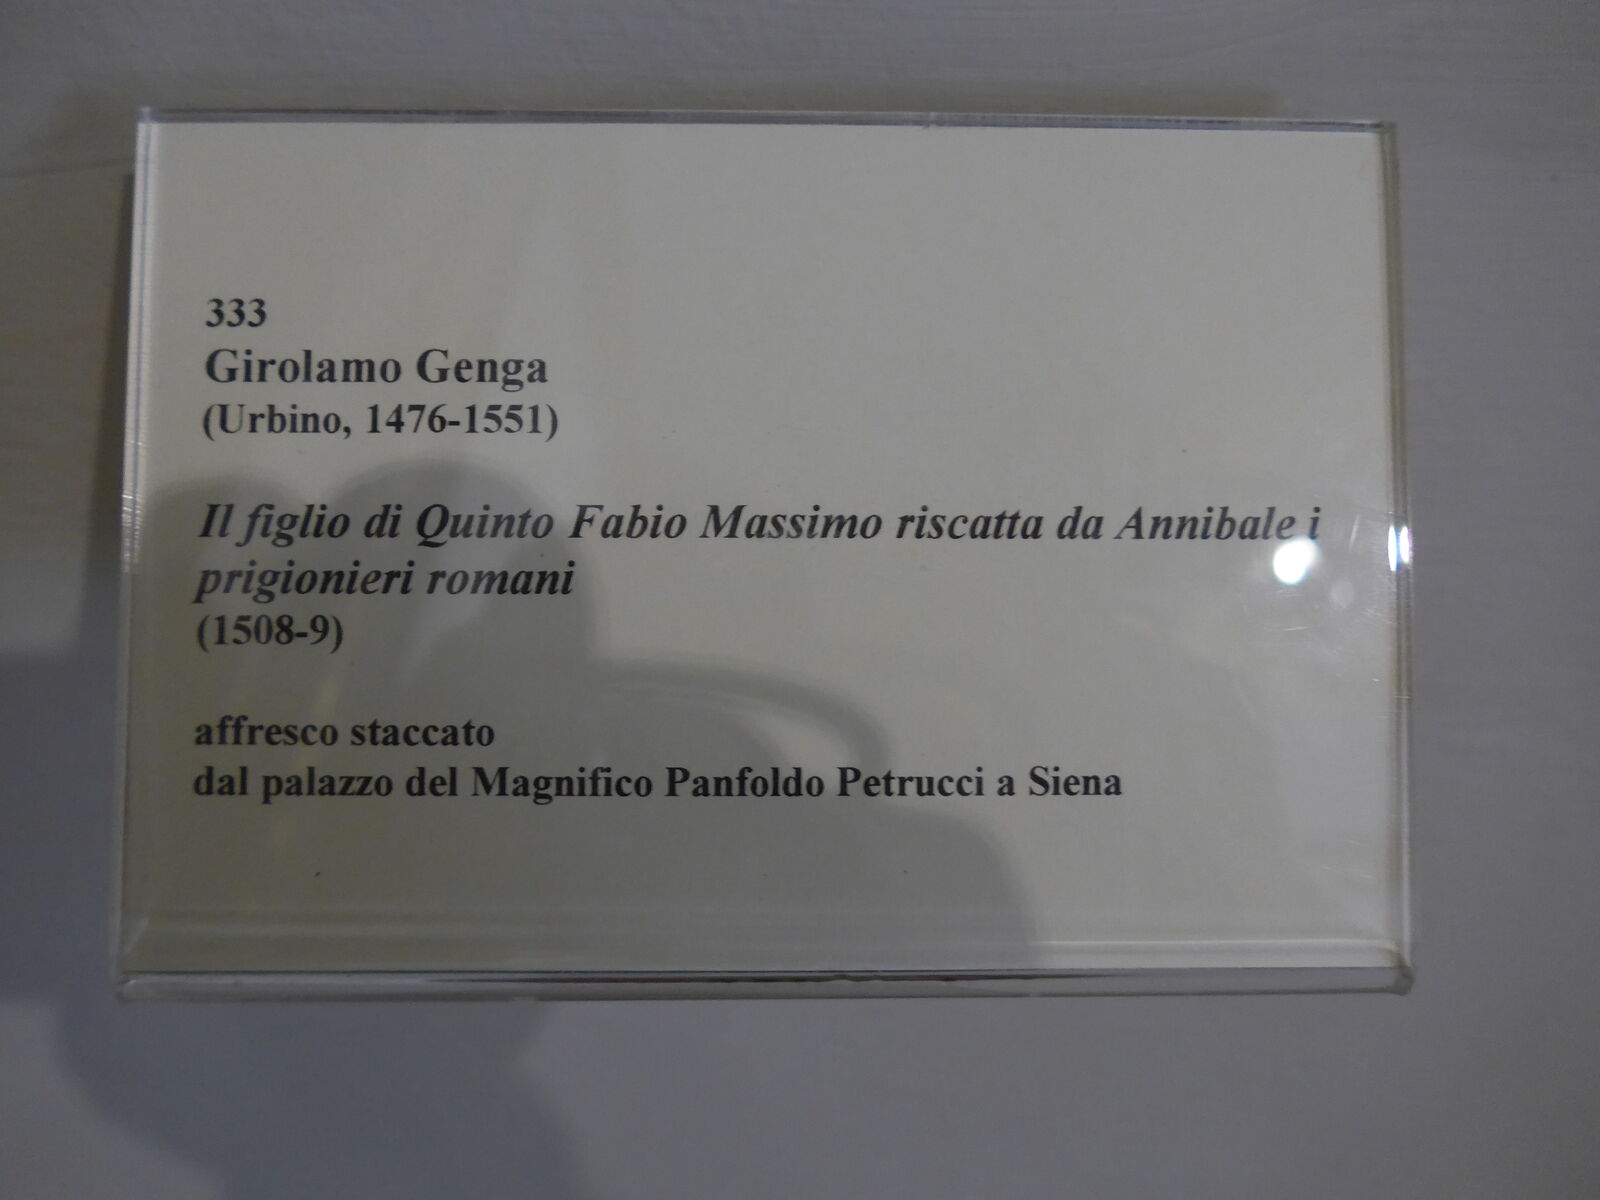 333
Girolamo Genga
(Urbino, 1476-1551)
Il figlio di Quinto Fabio Massimo riscatta da Annibale i
prigionieri romani
(1508-9)
affresco staccato
dal palazzo del Magnifico Panfoldo Petrucci a Siena